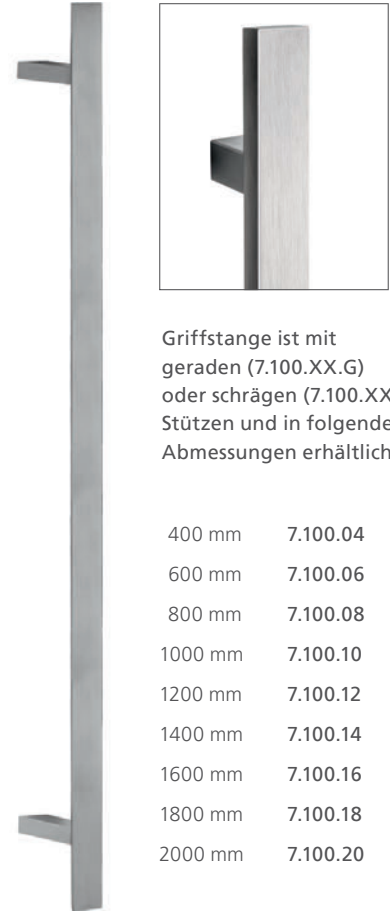 Griffstange ist mit
geraden (7.100.XX.G)
oder schrägen (7.100.XX
Stützen und in folgende
Abmessungen erhältlich
400 mm 7.100.04
600 mm 7.100.06
800 mm 7.100.08
1000 mm 7.100.10
1200 mm 7.100.12
1400 mm 7.100.14
1600 mm 7.100.16
1800 mm 7.100.18
2000 mm 7.100.20